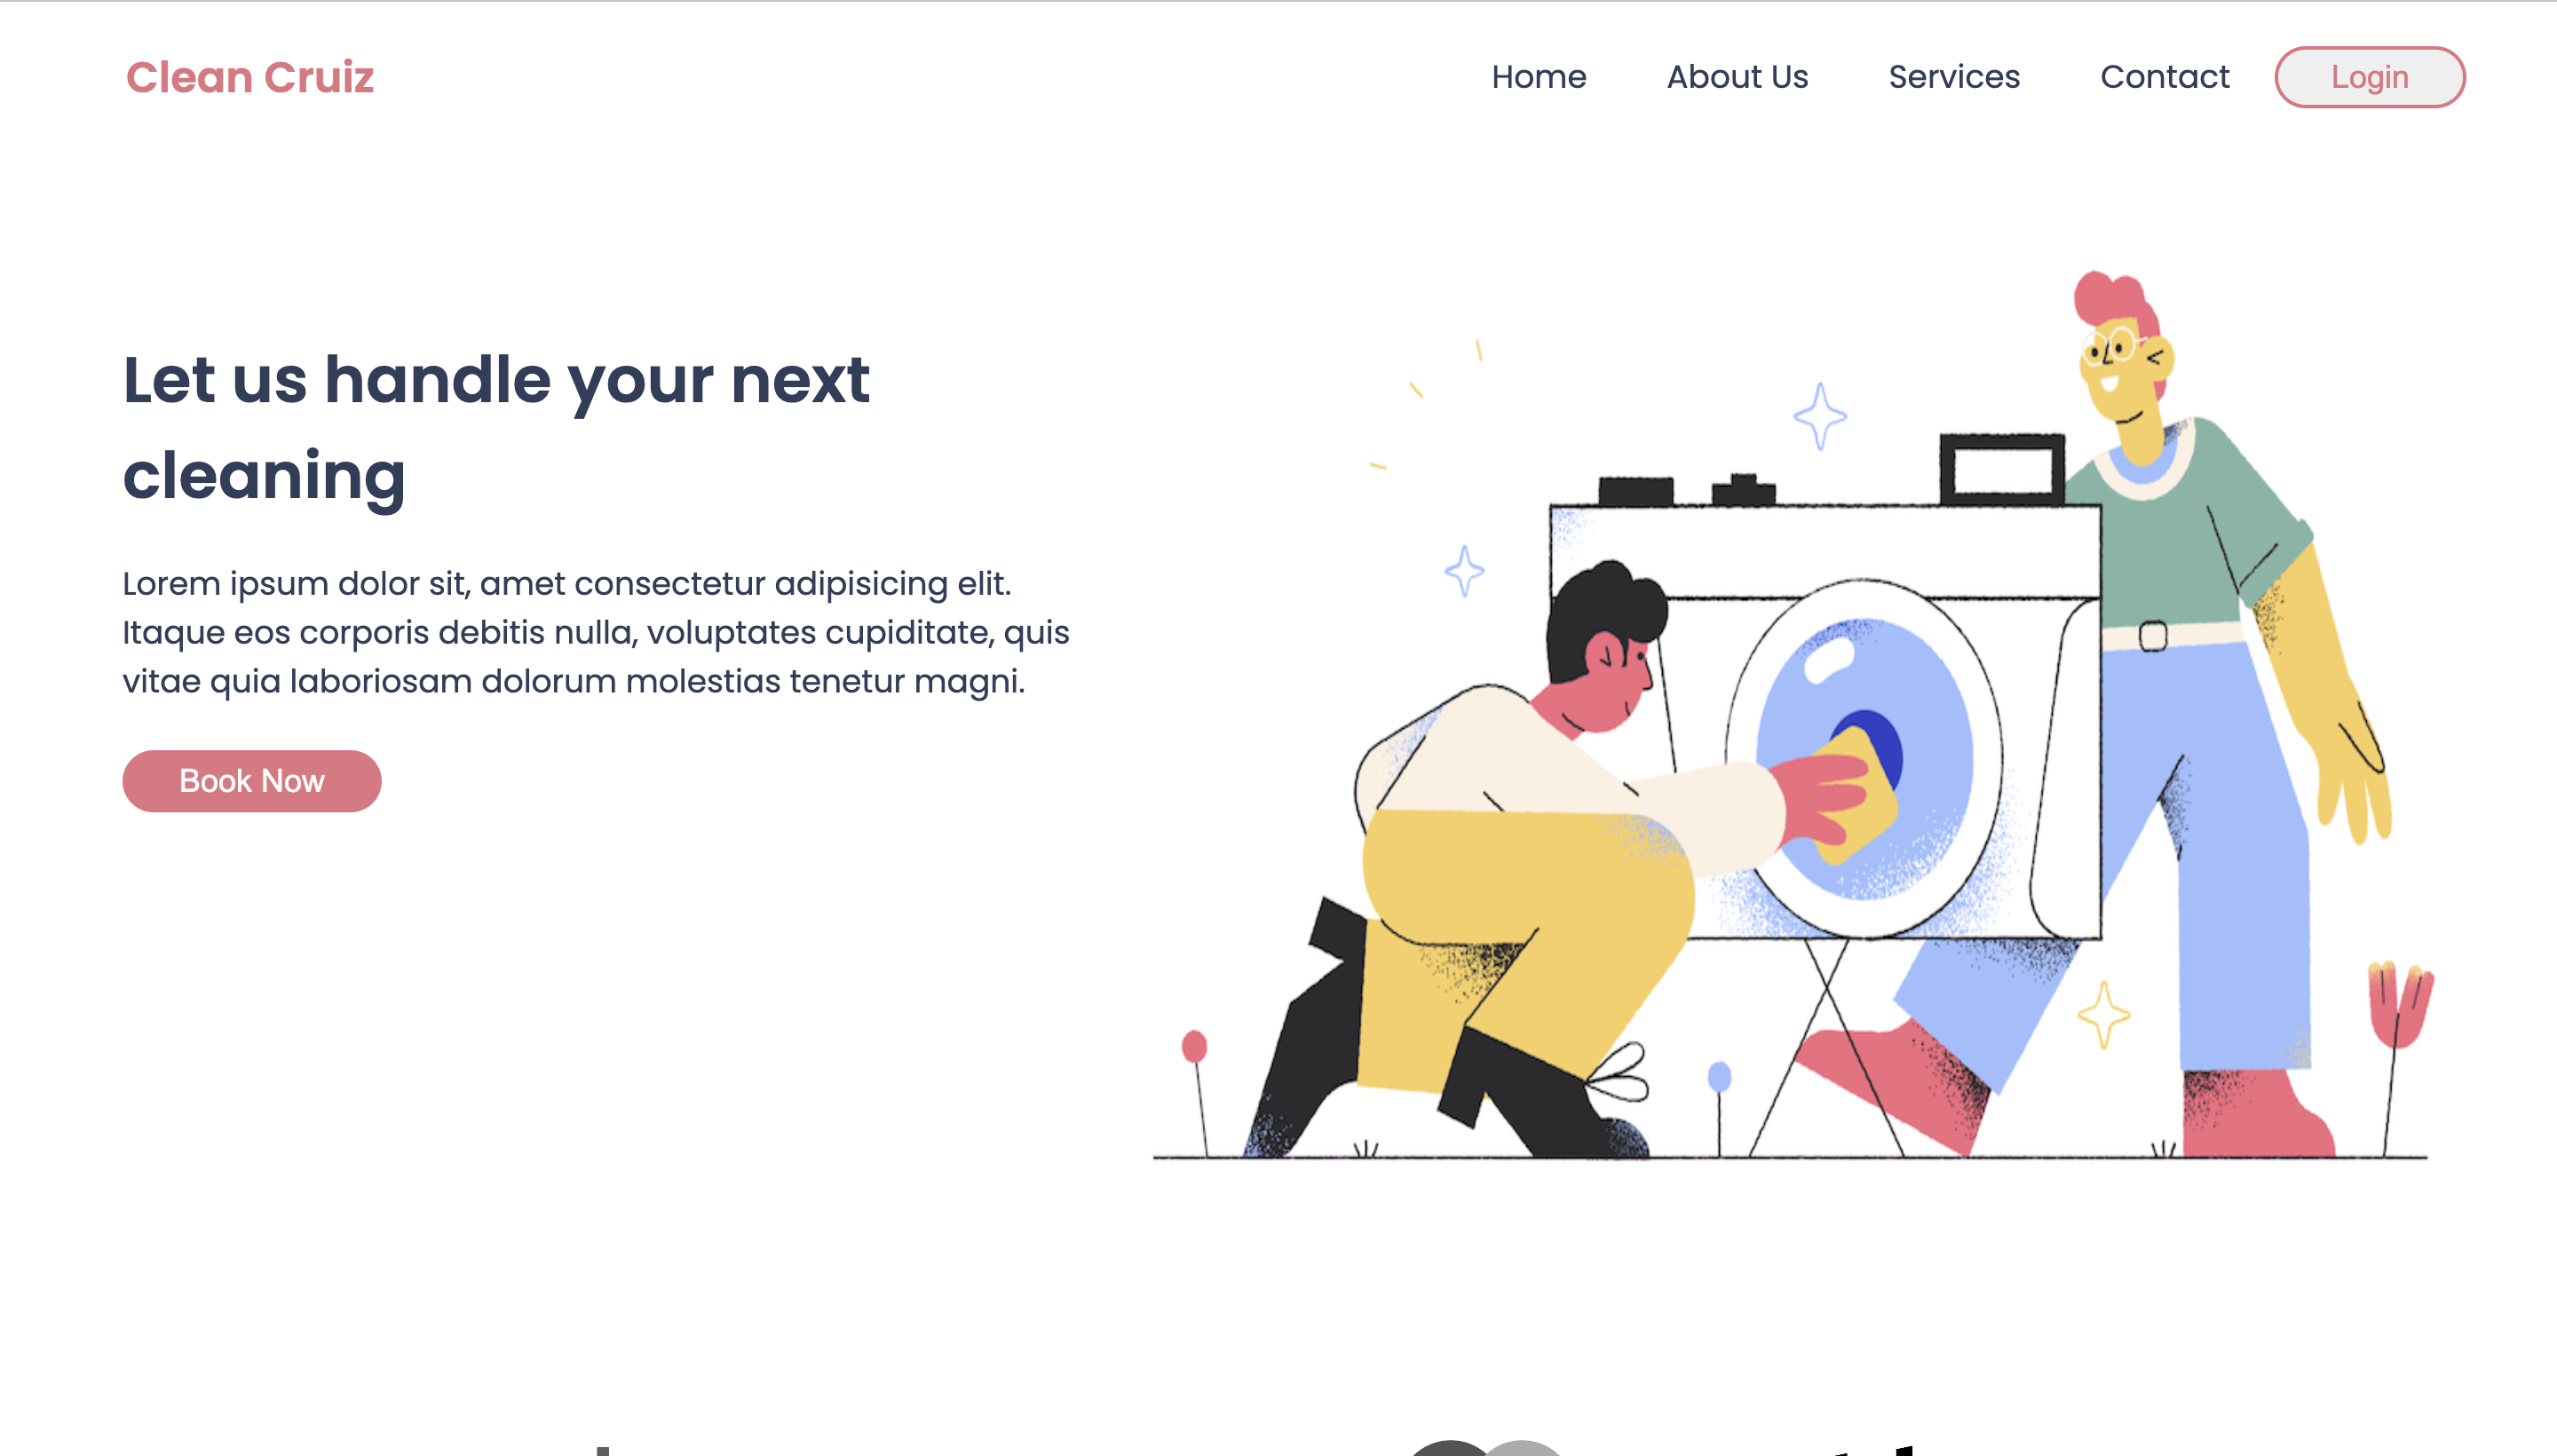 Clean Cruiz
Home
About Us
Services
Contact
Login
Let us handle your next
cleaning
Lorem ipsum dolor sit, amet consectetur adipisicing elit.
Itaque eos corporis debitis nulla, voluptates cupiditate, quis
vitae quia laboriosam dolorum molestias tenetur magni.
Book Now